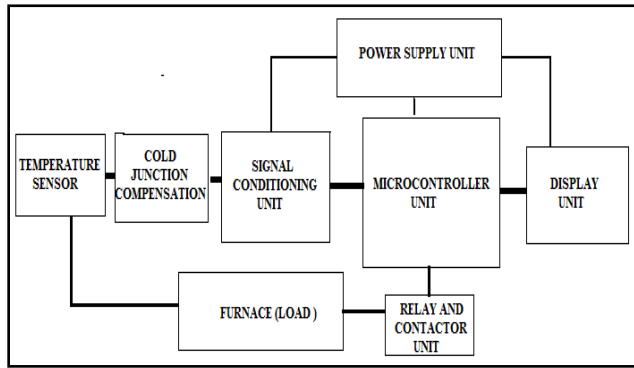 POWER SUPPLY UNIT
TEMPERATURE
SENSOR
COLD
JUNCTION
COMPENSATION
SIGNAL
CONDITIONING
UNIT
MICROCONTROLLER
UNIT
DISPLAY
UNIT
FURNACE (LOAD )
RELAY AND
CONTACTOR
UNIT